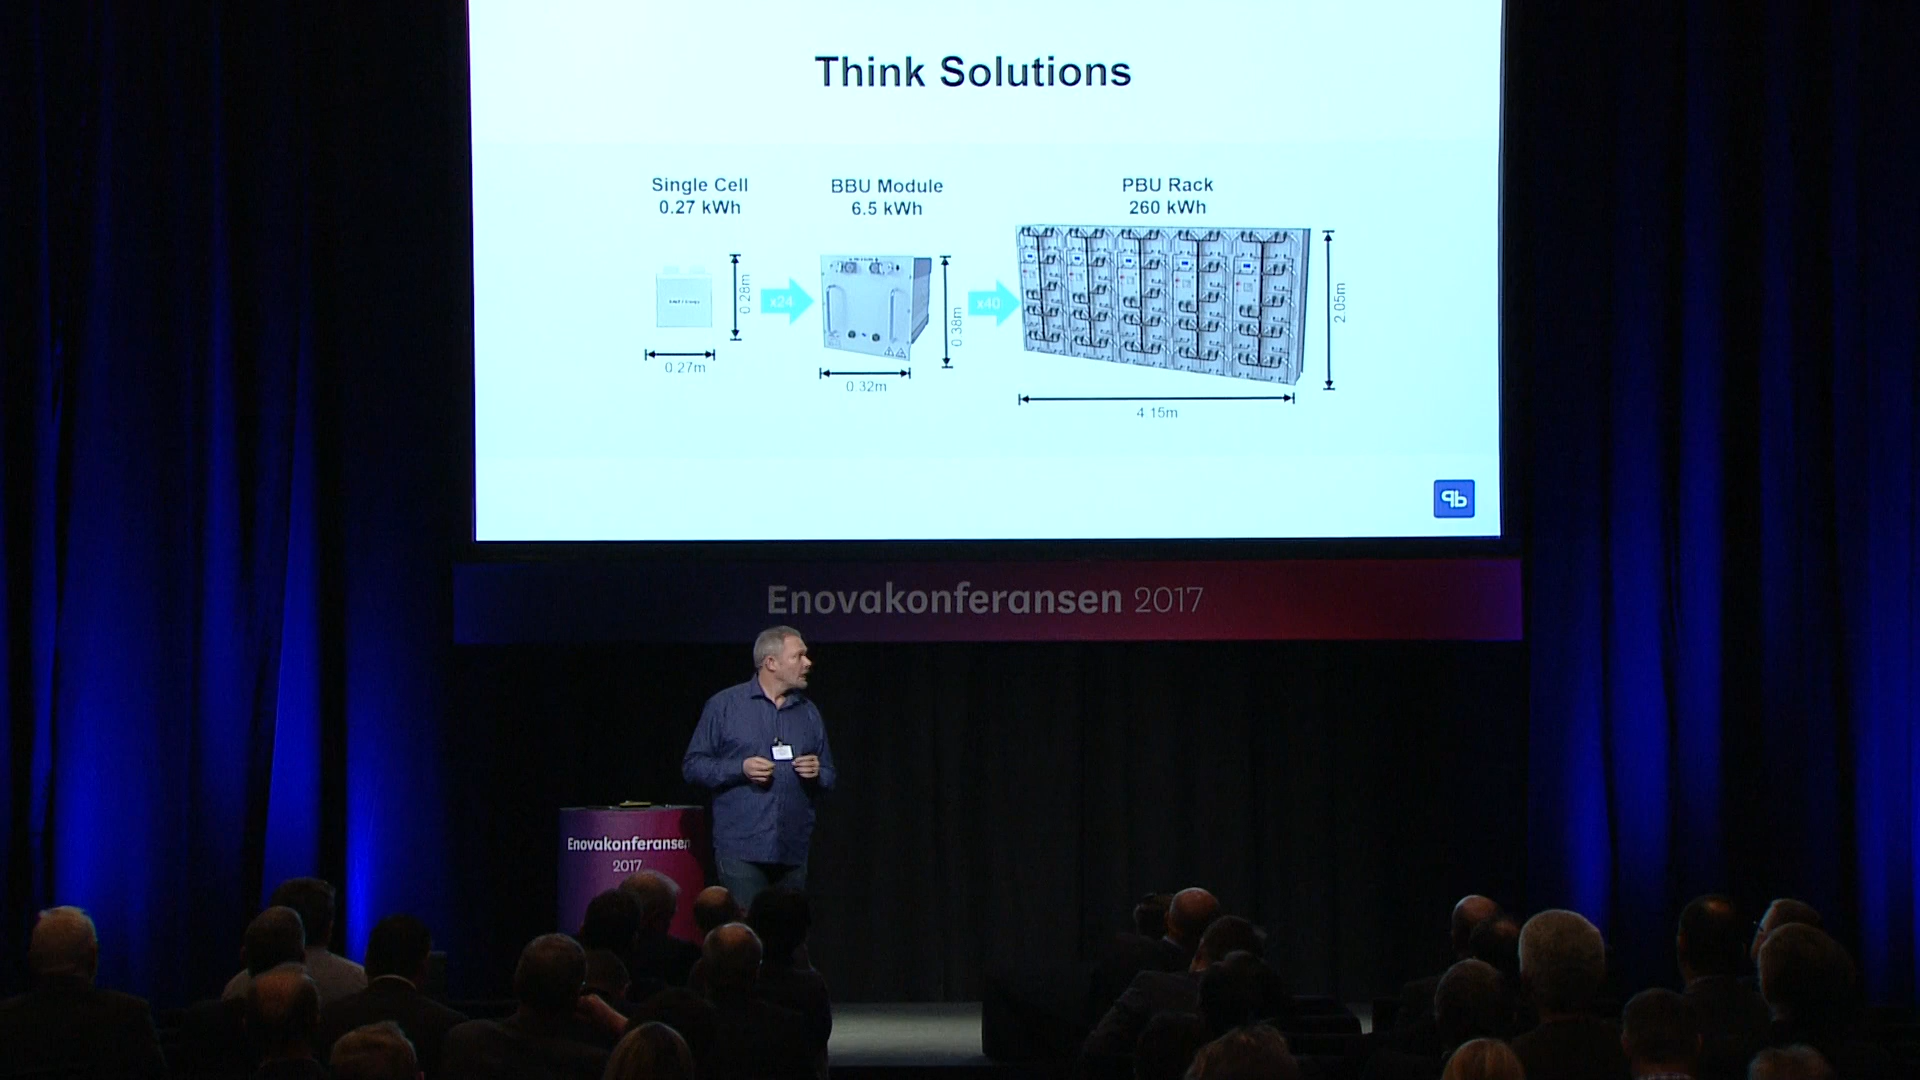 Think Solutions
Single Cell
0.27 kWh
BBU Module
6.5 kWh
PBU Rack
260 kWh
0.28m
x24
0.38m
x40
2.05m
0.27m
0.32m
4.15m
pb
Enovakonferansen 2017
Enovakonferansen
2017